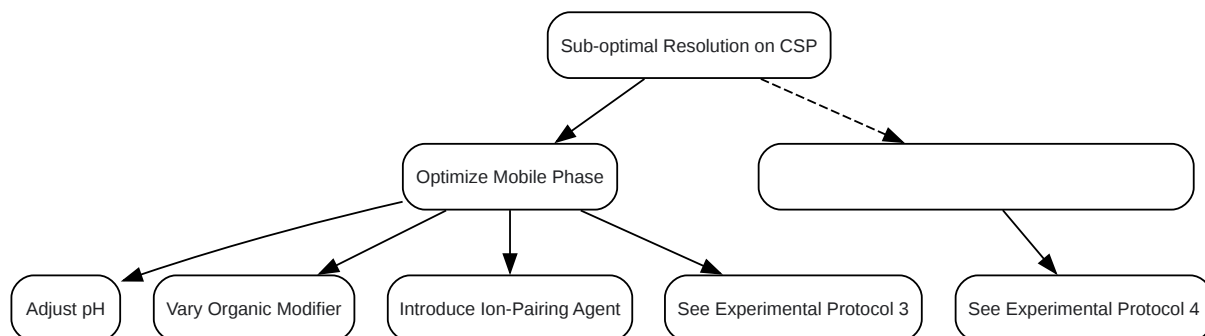 Sub-optimal Resolution on CSP
Optimize Mobile Phase
Adjust pH
Vary Organic Modifier
Introduce Ion-Pairing Agent
See Experimental Protocol 3
See Experimental Protocol 4